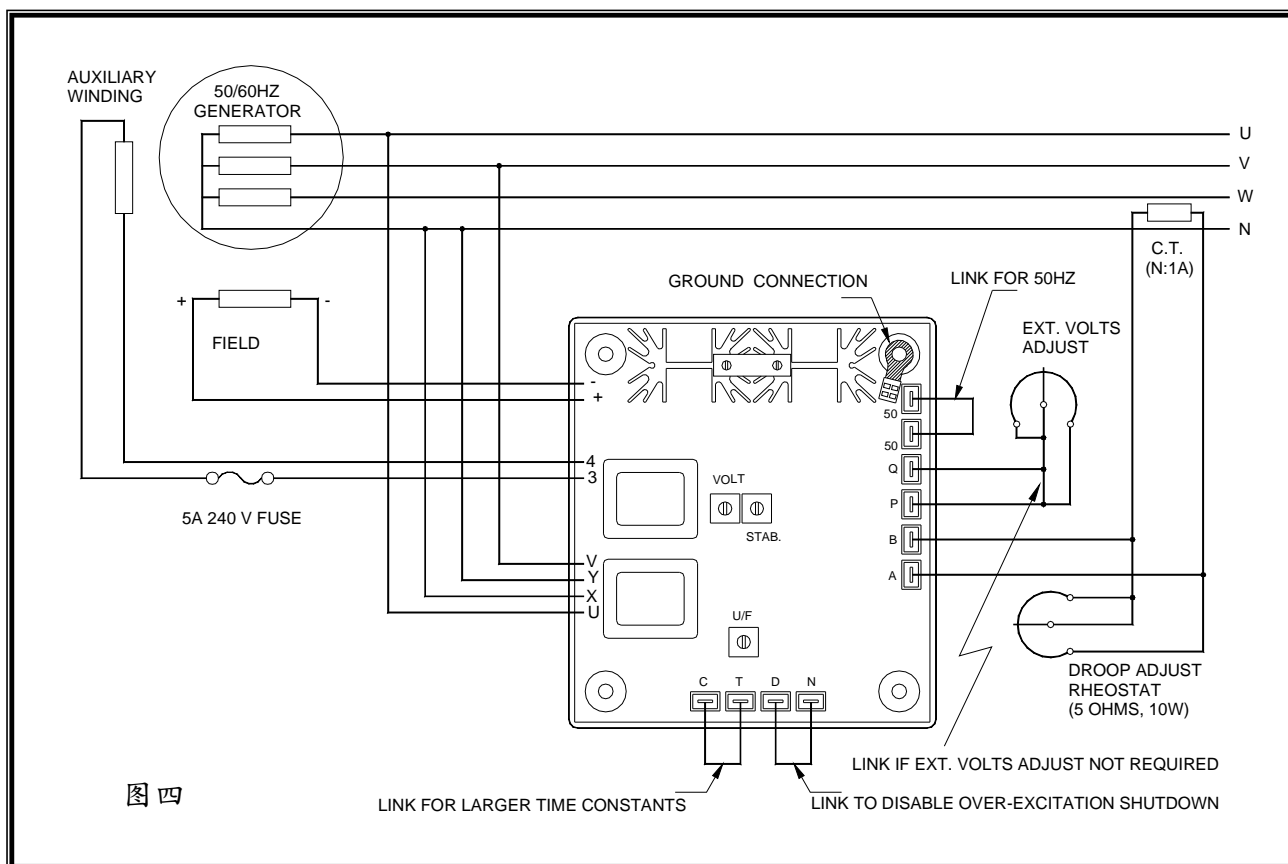 AUXILIARY
WINDING
50/60HZ
GENERATOR
U
V
W
N
C.T.
(N:1A)
GROUND CONNECTION
LINK FOR 50HZ
EXT. VOLTS
ADJUST
+
-
FIELD
-
+
50
50
4
3
Q
VOLT
P
5A 240 V FUSE
STAB.
B
V
Y
A
X
U
U/F
DROOP ADJUST
RHEOSTAT
(5 OHMS, 10W)
C T D N
LINK IF EXT. VOLTS ADJUST NOT REQUIRED
图四
LINK FOR LARGER TIME CONSTANTS
LINK TO DISABLE OVER-EXCITATION SHUTDOWN